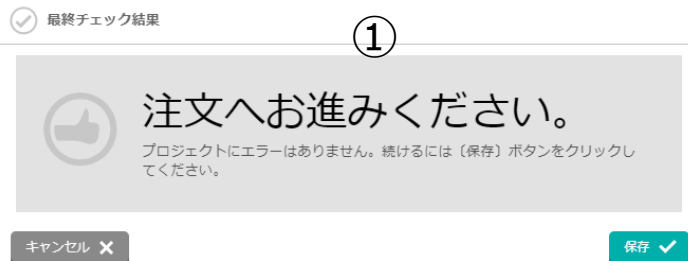 最終チェック結果
①
注文へお進みください。
プロジェクトにエラーはありません。続けるには〔保存〕ボタンをクリックし
てください。
キャンセル
保存